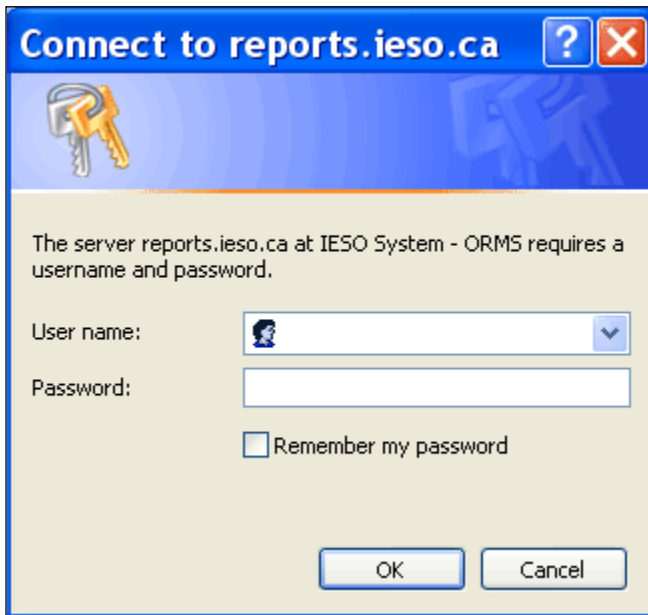 Connect to reports.ieso.ca
The server reports.ieso.ca at IESO System - ORMS requires a
username and password.
User name:
Password:
Remember my password
OK Cancel